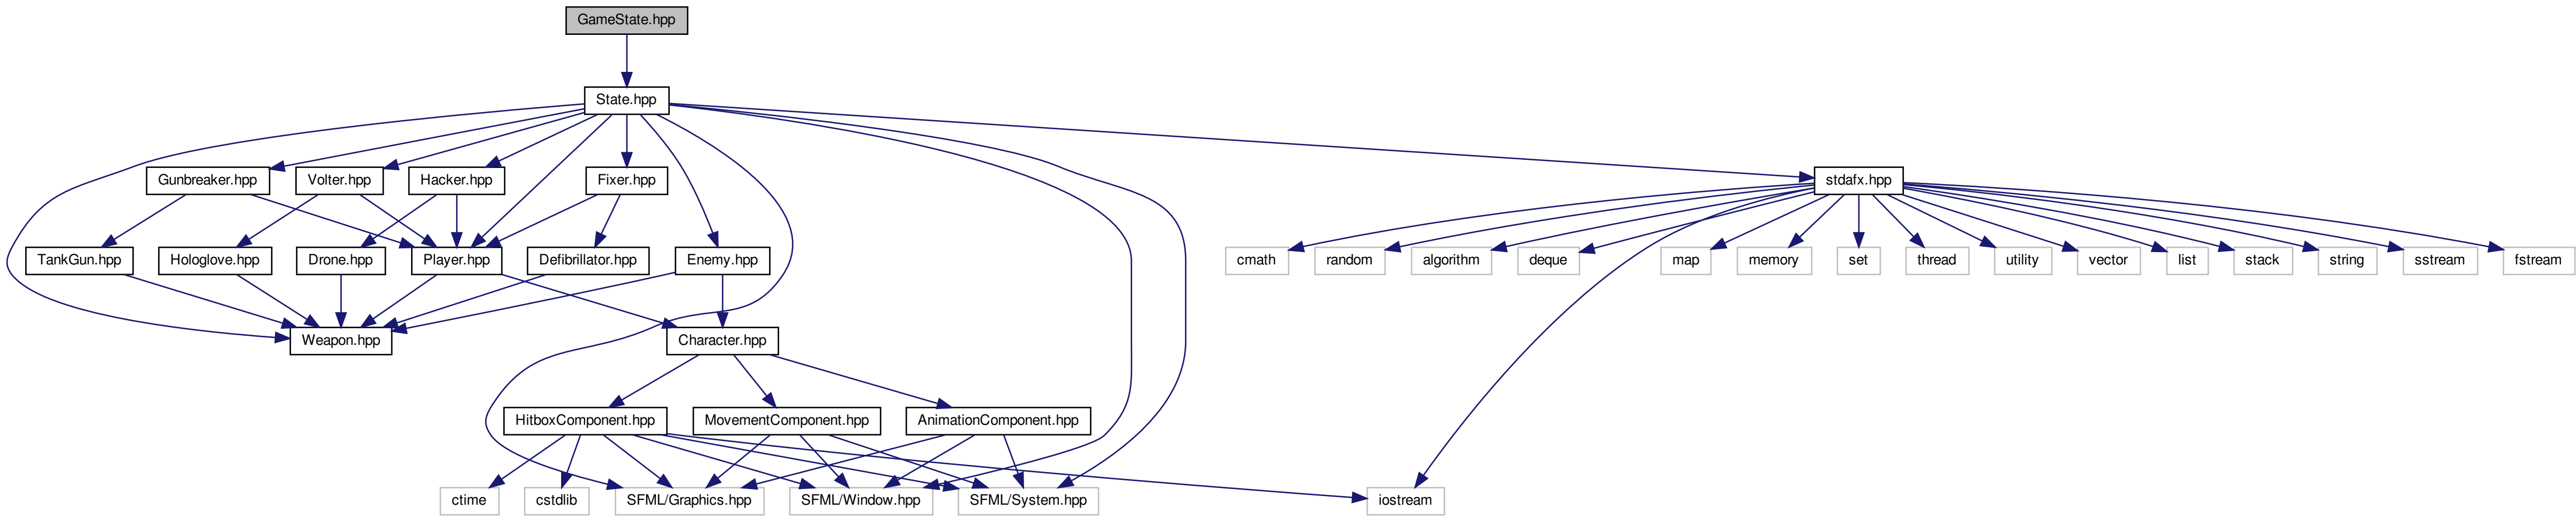 GameState.hpp
State.hpp
Gunbreaker.hpp
Volter.hpp
Hacker.hpp
Fixer.hpp
stdafx.hpp
TankGun.hpp
Hologlove.hpp
Drone.hpp
Player.hpp
Defibrillator.hpp
Enemy.hpp
cmath
random
algorithm
deque
map
memory
set
thread
utility
vector
list
stack
string
sstream
fstream
Weapon.hpp
Character.hpp
HitboxComponent.hpp
MovementComponent.hpp
AnimationComponent.hpp
ctime
cstdlib
SFML/Graphics.hpp
SFML/Window.hpp
SFML/System.hpp
iostream